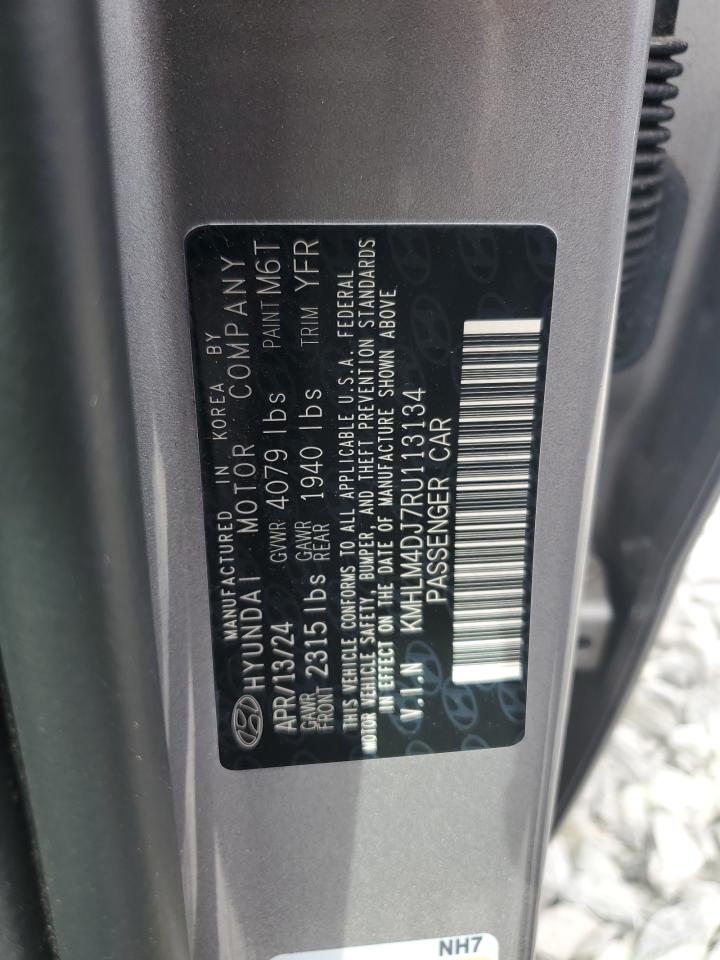 MANUFACTURED IN KOREA BY
HYUNDAI MOTOR COMPANY
APR/13/24 GVWR 4079 lbs PAINT M6T
GAWR FRONT 2315 lbs GAWR REAR 1940 lbs TRIM YFR
THIS VEHICLE CONFORMS TO ALL APPLICABLE U.S.A. FEDERAL
MOTOR VEHICLE SAFETY, BUMPER, AND THEFT PREVENTION STANDARDS
IN EFFECT ON THE DATE OF MANUFACTURE SHOWN ABOVE.
V.I.N KMHLM4DJ7RU113134
PASSENGER CAR
NH7